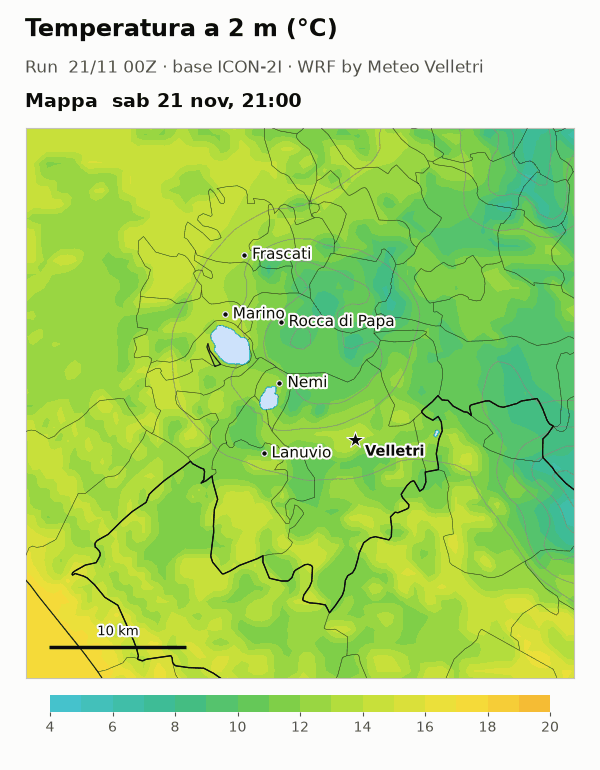 Temperatura a 2 m (°C)
Run  21/11 00Z · base ICON-2I · WRF by Meteo Velletri
Mappa  sab 21 nov, 21:00
Frascati
Marino
Rocca di Papa
Nemi
Velletri
Lanuvio
10 km
4 6 8 10 12 14 16 18 20